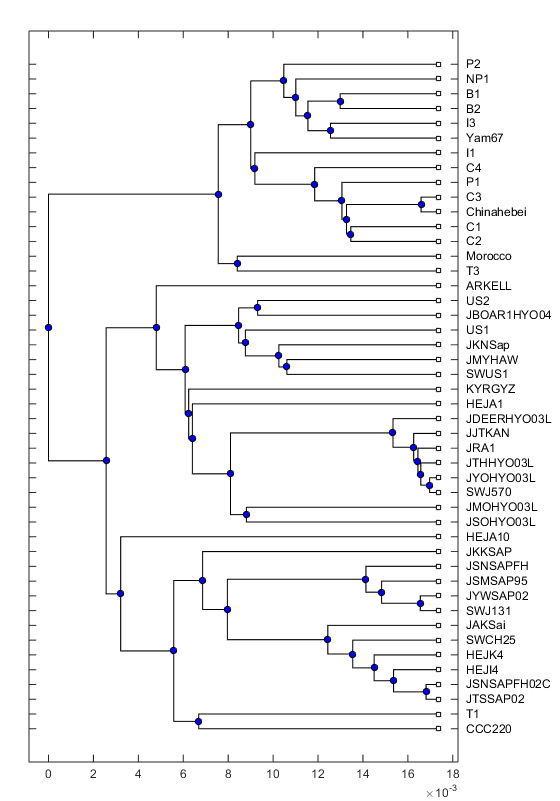 P2
NP1
B1
B2
I3
Yam67
I1
C4
P1
C3
Chinahebei
C1
C2
Morocco
T3
ARKELL
US2
JBOAR1HYO04
US1
JKNSap
JMYHAW
SWUS1
KYRGYZ
HEJA1
JDEERHYO03L
JJTKAN
JRA1
JTHHYO03L
JYOHYO03L
SWJ570
JMOHYO03L
JSOHYO03L
HEJA10
JKKSAP
JSNSAPFH
JSMSAP95
JYWSAP02
SWJ131
JAKSai
SWCH25
HEJK4
HEJI4
JSNSAPFH02C
JTSSAP02
T1
CCC220
0 2 4 6 8 10 12 14 16 18
×10⁻³